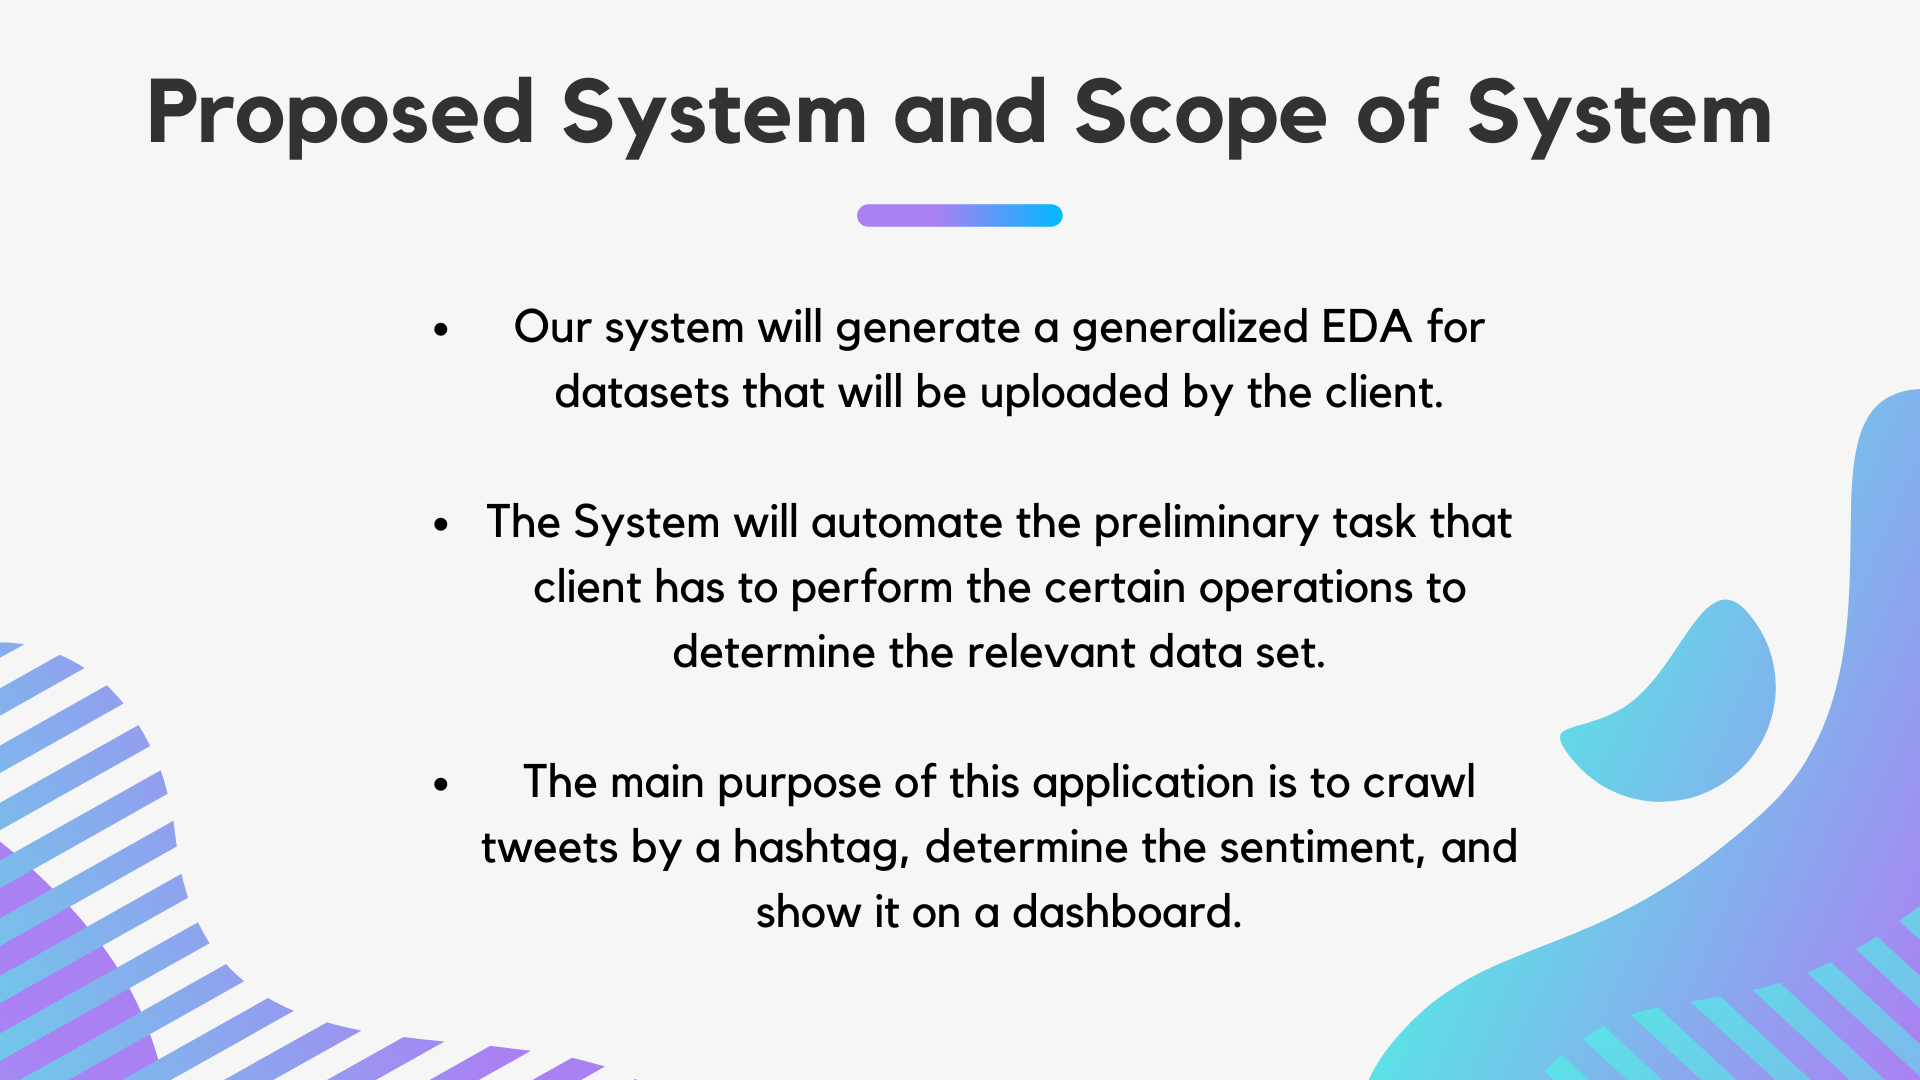 Proposed System and Scope of System
• Our system will generate a generalized EDA for
datasets that will be uploaded by the client.
• The System will automate the preliminary task that
client has to perform the certain operations to
determine the relevant data set.
• The main purpose of this application is to crawl
tweets by a hashtag, determine the sentiment, and
show it on a dashboard.